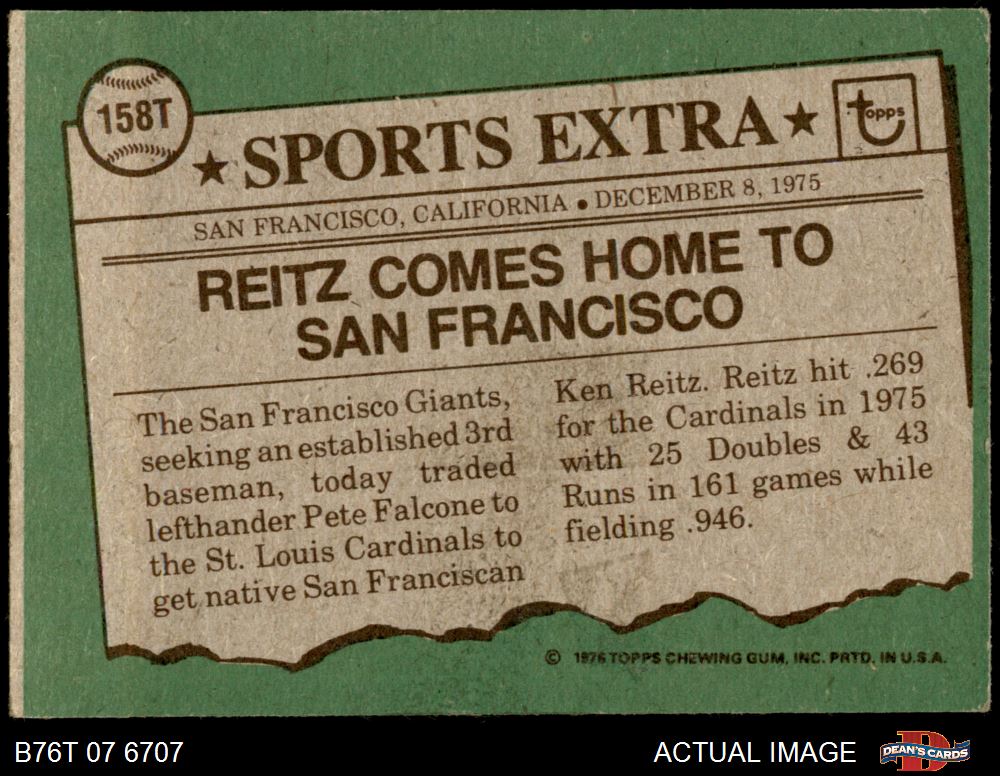 158T
★ SPORTS EXTRA ★
topps
SAN FRANCISCO, CALIFORNIA • DECEMBER 8, 1975
REITZ COMES HOME TO
SAN FRANCISCO
The San Francisco Giants,
seeking an established 3rd
baseman, today traded
lefthander Pete Falcone to
the St. Louis Cardinals to
get native San Franciscan
Ken Reitz. Reitz hit .269
for the Cardinals in 1975
with 25 Doubles & 43
Runs in 161 games while
fielding .946.
© 1976 TOPPS CHEWING GUM, INC. PRTD. IN U.S.A.
B76T 07 6707
ACTUAL IMAGE
D
DEAN'S CARDS